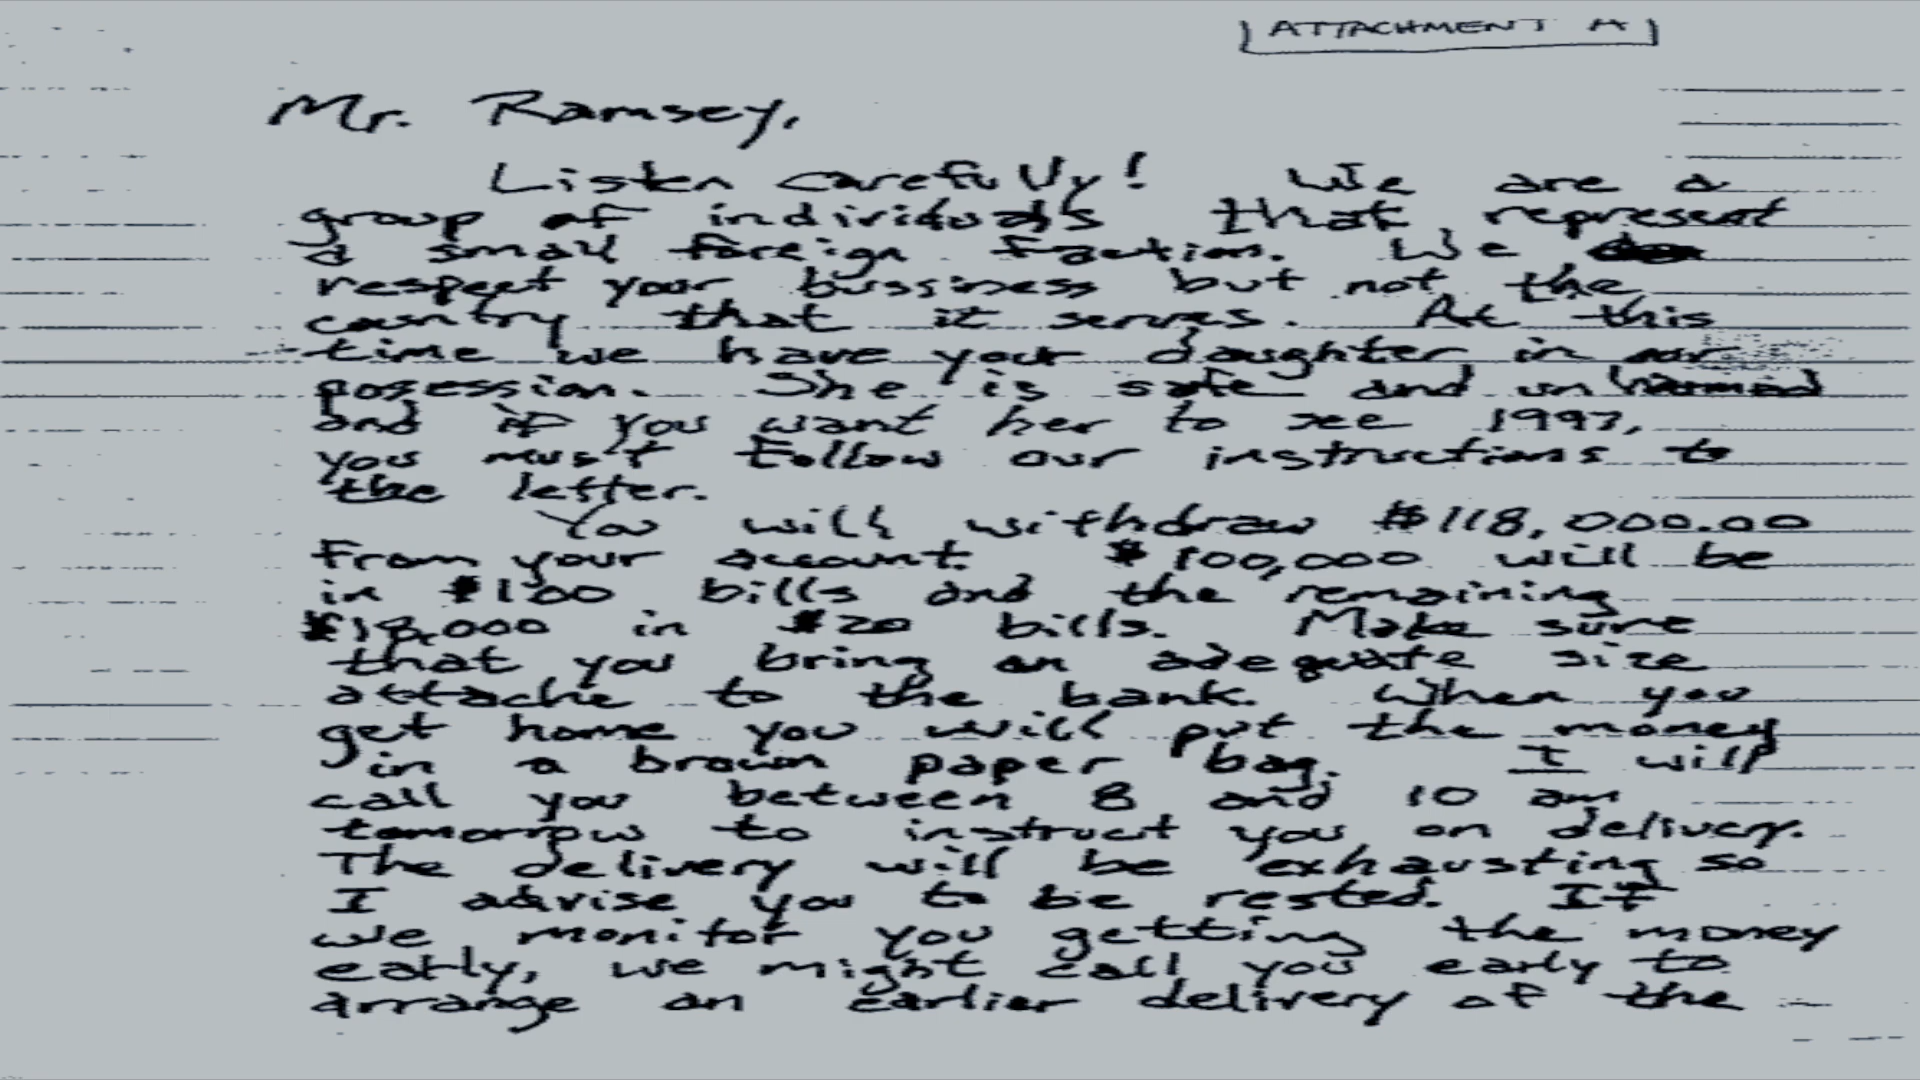 ATTACHMENT A
Mr. Ramsey,
Listen carefully! We are a
group of individuals that represent
a small foreign faction. We
respect your bussiness but not the
country that it serves. At this
time we have your daughter in our
posession. She is safe and unharmed
and if you want her to see 1997,
you must follow our instructions to
the letter.
You will withdraw $118,000.00
from your account. $100,000 will be
in $100 bills and the remaining
$18,000 in $20 bills. Make sure
that you bring an adequate size
attache to the bank. When you
get home you will put the money
in a brown paper bag. I will
call you between 8 and 10 am
tomorrow to instruct you on delivery.
The delivery will be exhausting so
I advise you to be rested. If
we monitor you getting the money
early, we might call you early to
arrange an earlier delivery of the